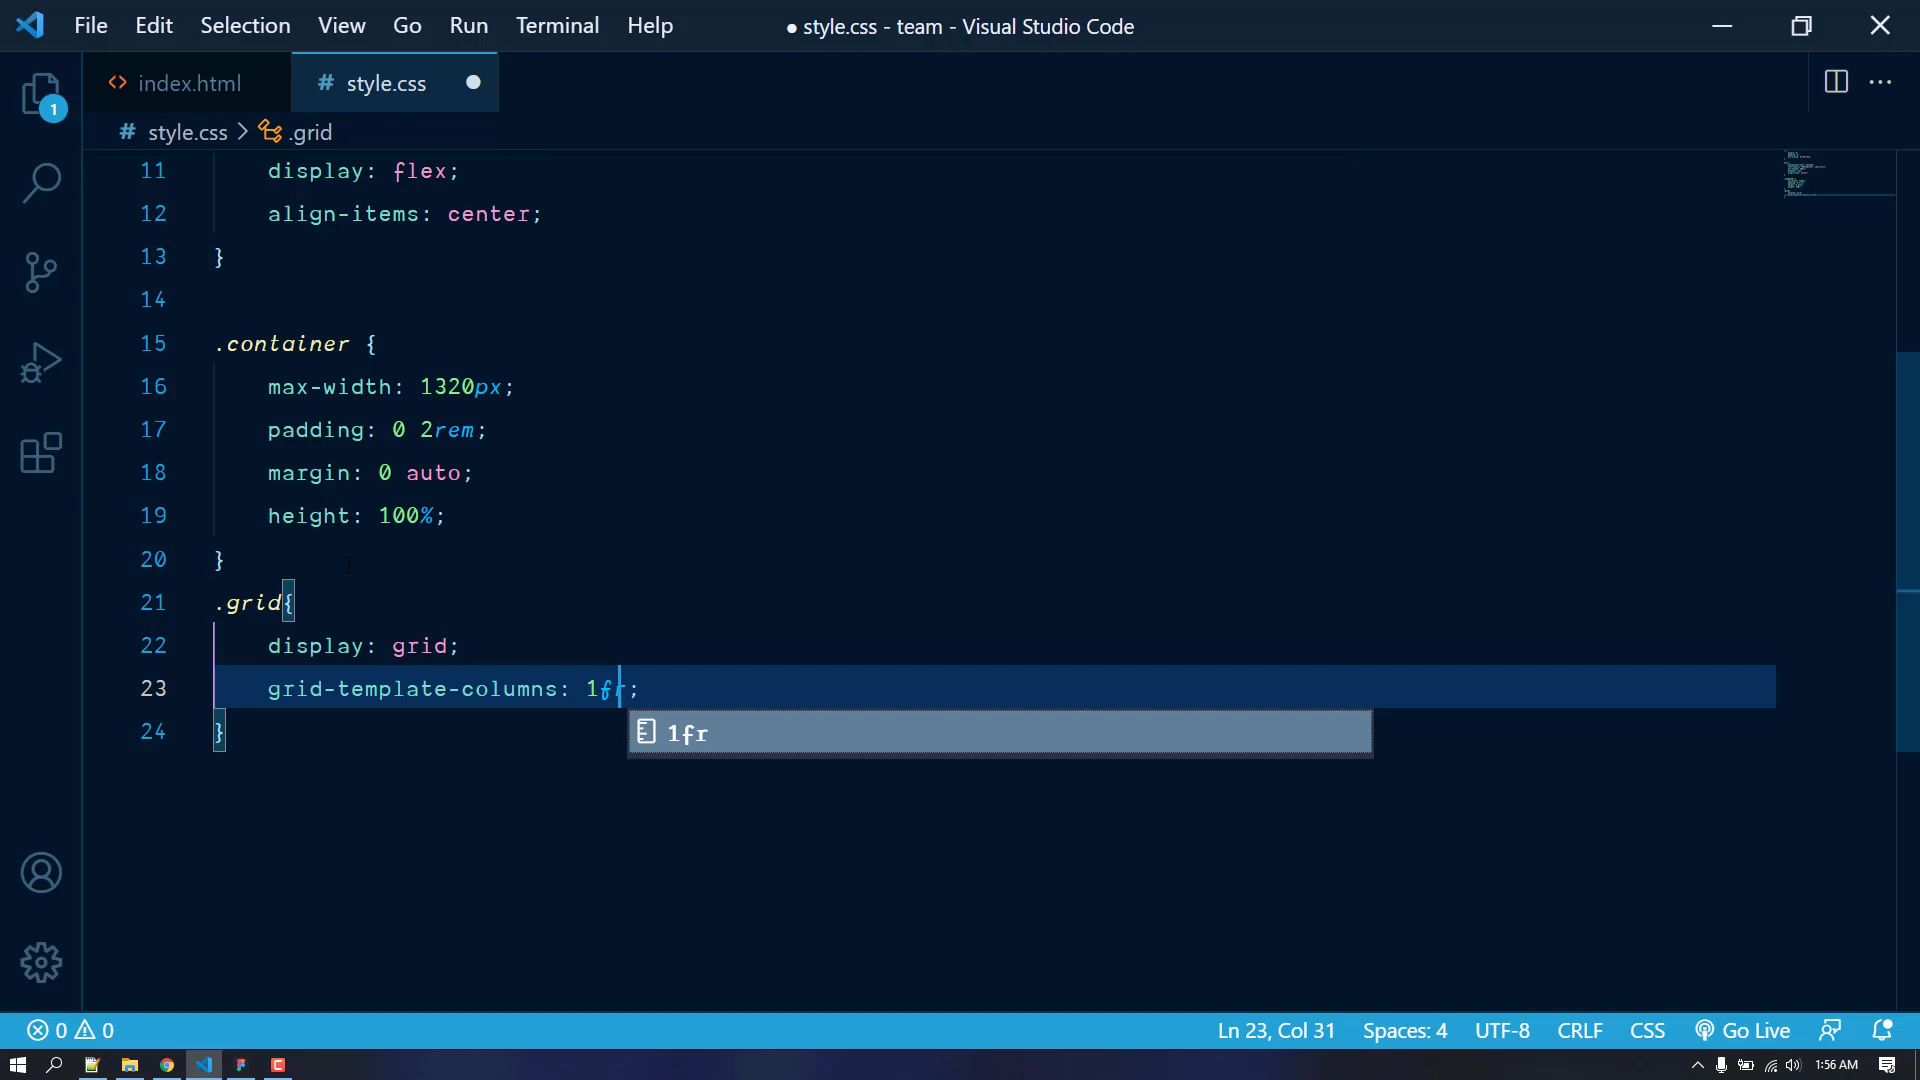 File Edit Selection View Go Run Terminal Help
● style.css - team - Visual Studio Code
<> index.html
# style.css ●
1
# style.css > .grid
11 display: flex;
12 align-items: center;
13 }
14
15 .container {
16 max-width: 1320px;
17 padding: 0 2rem;
18 margin: 0 auto;
19 height: 100%;
20 }
21 .grid{
22 display: grid;
23 grid-template-columns: 1fr;
24 }
1fr
0 0 Ln 23, Col 31 Spaces: 4 UTF-8 CRLF CSS Go Live
1:56 AM